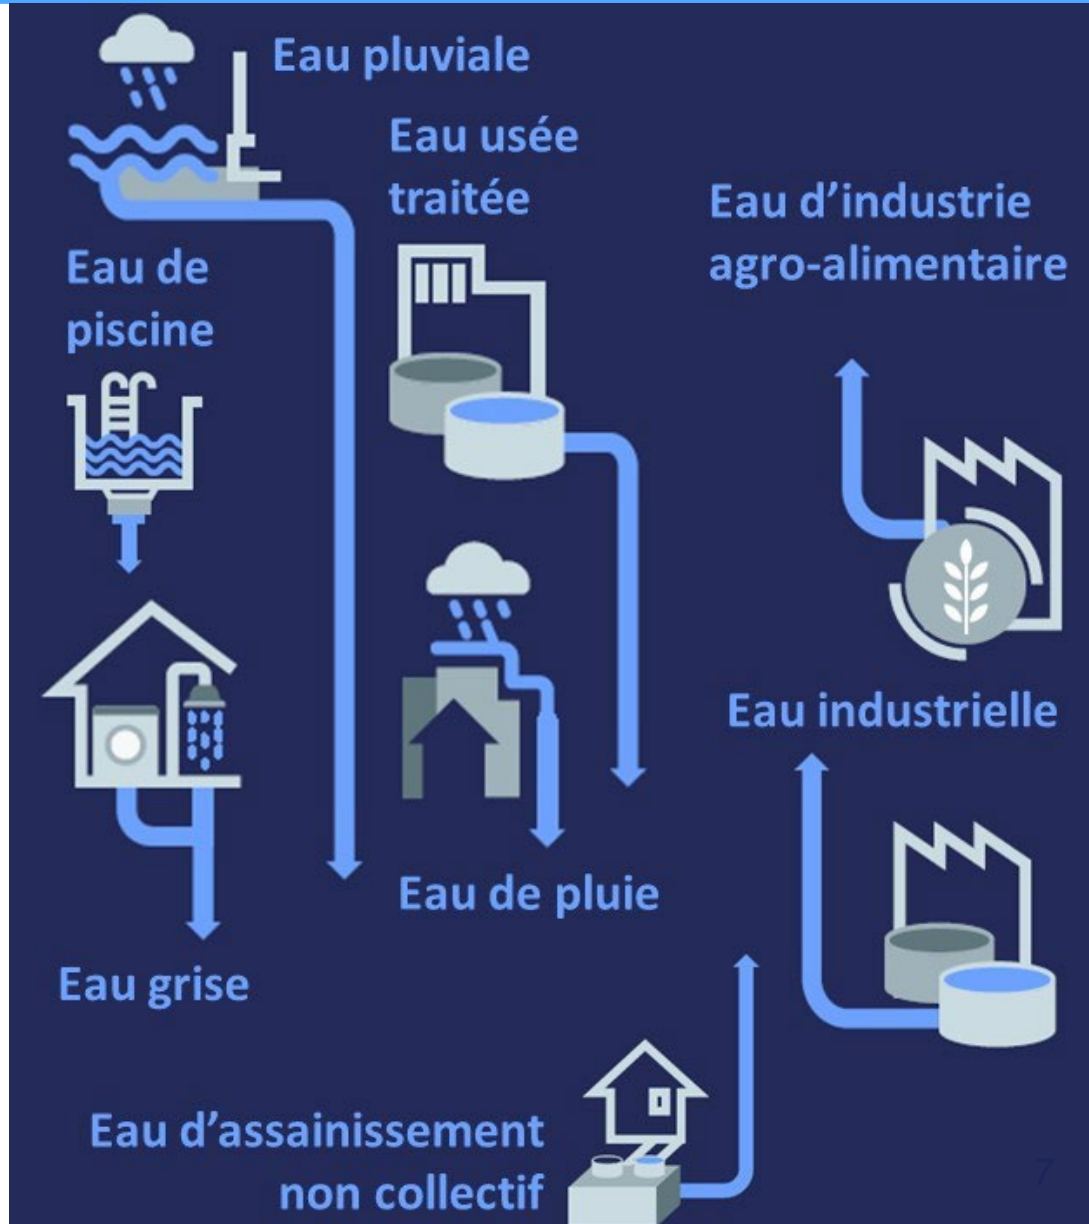 Eau pluviale
Eau usée
traitée
Eau d’industrie
agro-alimentaire
Eau de
piscine
Eau industrielle
Eau de pluie
Eau grise
Eau d’assainissement
non collectif
7